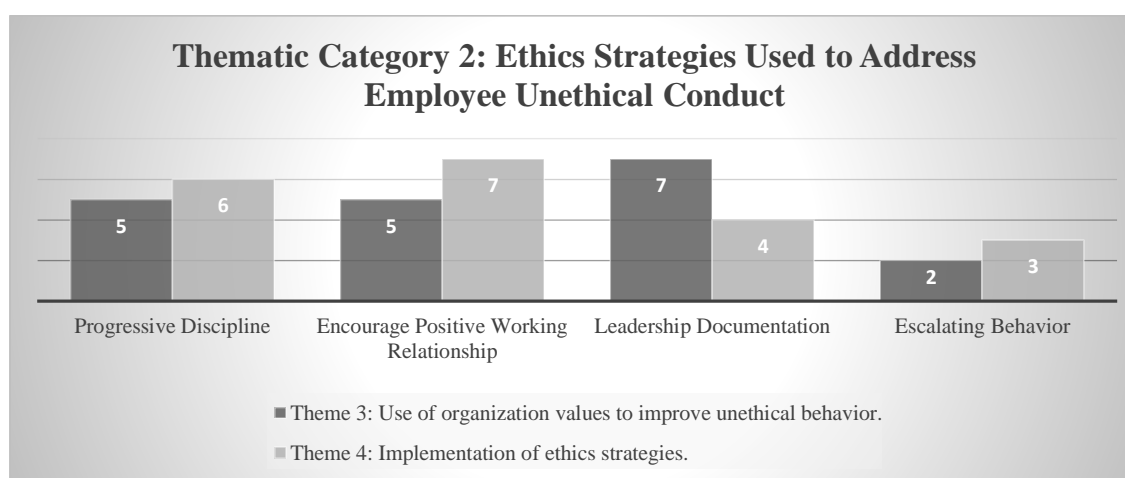 Thematic Category 2: Ethics Strategies Used to Address
Employee Unethical Conduct
5
6
5
7
7
4
2
3
Progressive Discipline
Encourage Positive Working
Relationship
Leadership Documentation
Escalating Behavior
Theme 3: Use of organization values to improve unethical behavior.
Theme 4: Implementation of ethics strategies.